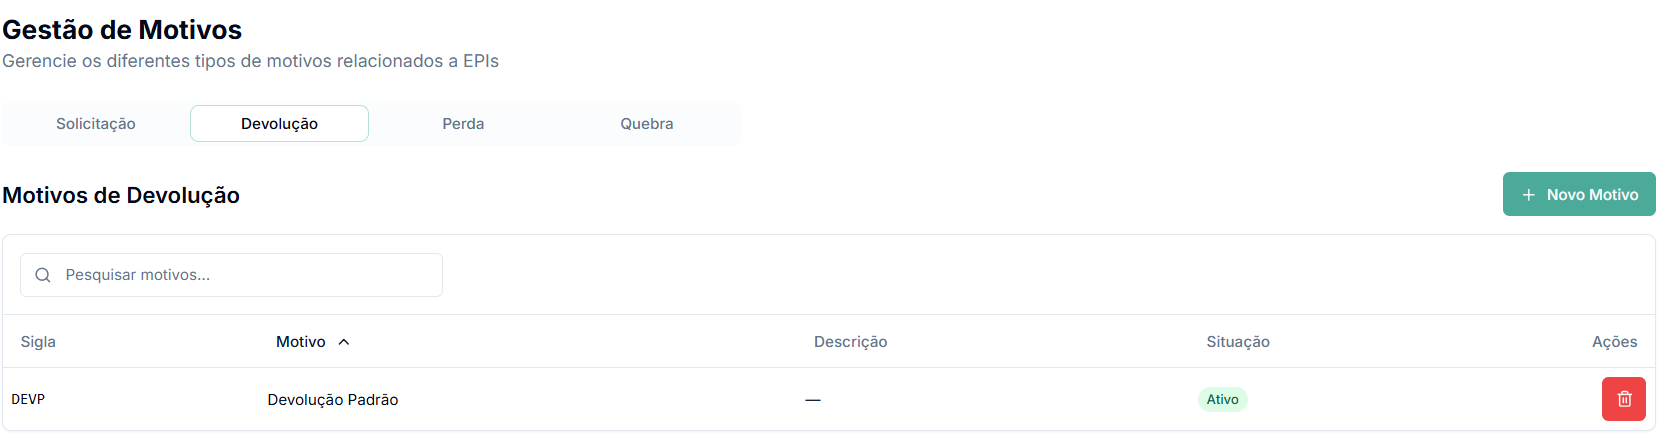 Gestão de Motivos
Gerencie os diferentes tipos de motivos relacionados a EPIs
Solicitação Devolução Perda Quebra
Motivos de Devolução
+ Novo Motivo
Pesquisar motivos...
Sigla Motivo Descrição Situação Ações
DEVP Devolução Padrão — Ativo